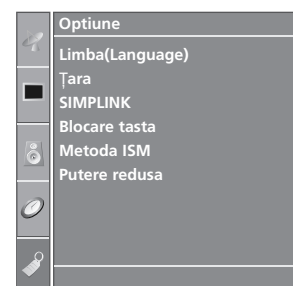 Optiune
Limba(Language)
Ţara
SIMPLINK
Blocare tasta
Metoda ISM
Putere redusa